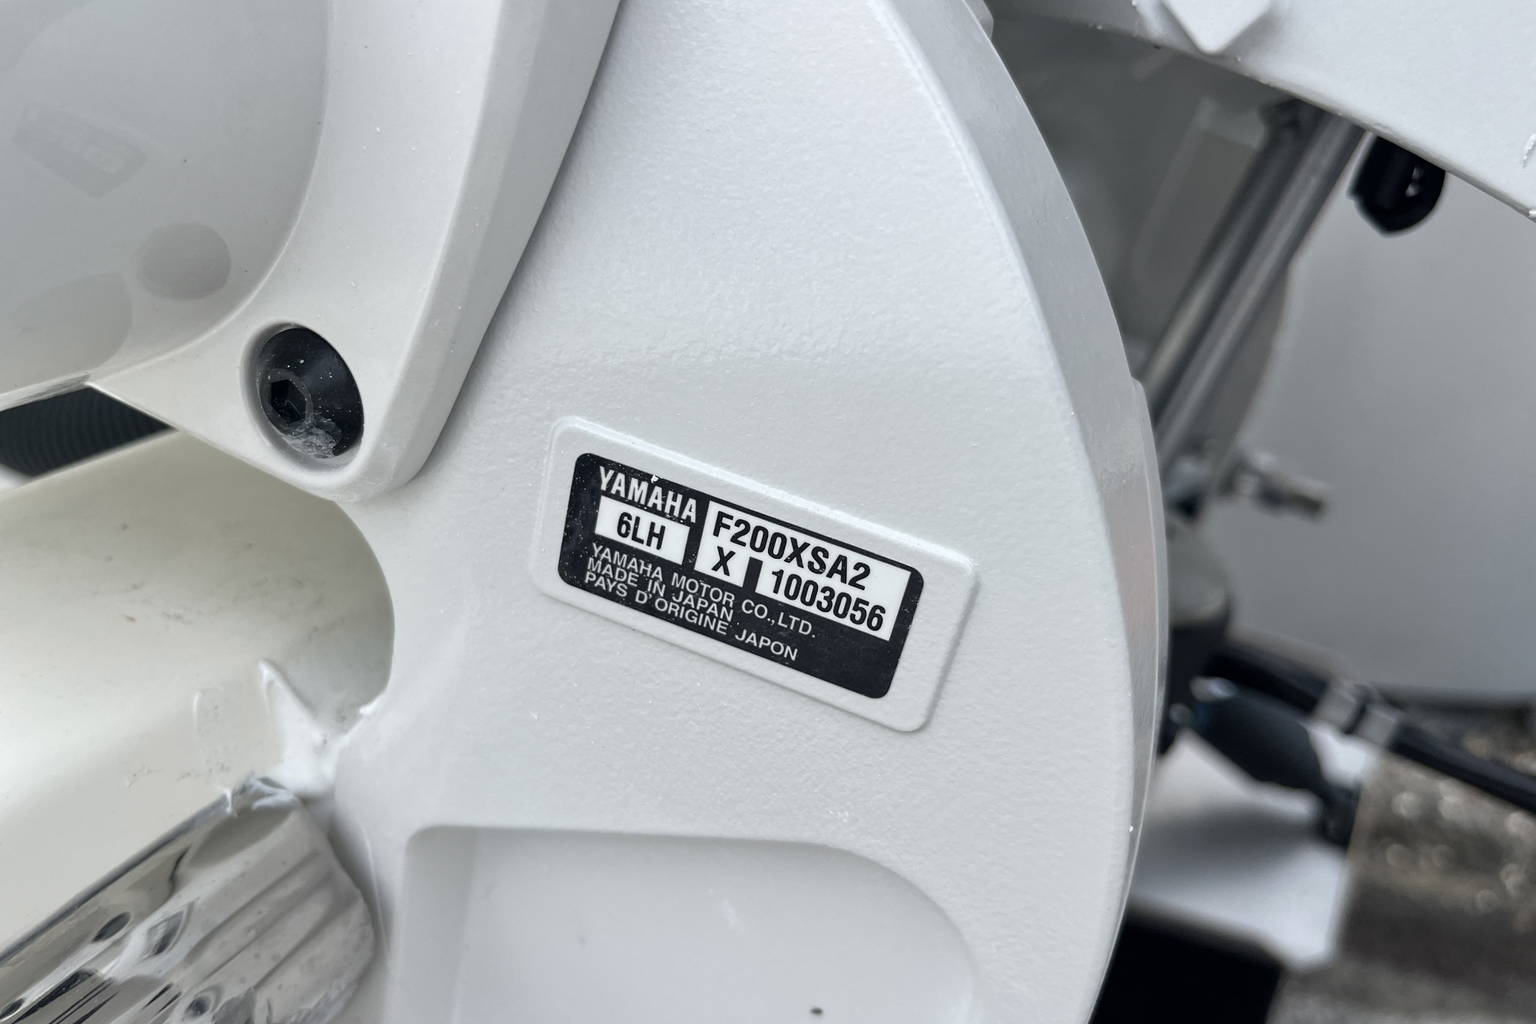 YAMAHA
F200XSA2
6LH
X 1003056
YAMAHA MOTOR CO.,LTD.
MADE IN JAPAN
PAYS D'ORIGINE JAPON